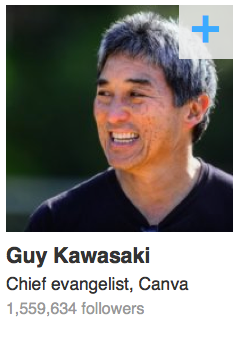 Guy Kawasaki
Chief evangelist, Canva
1,559,634 followers